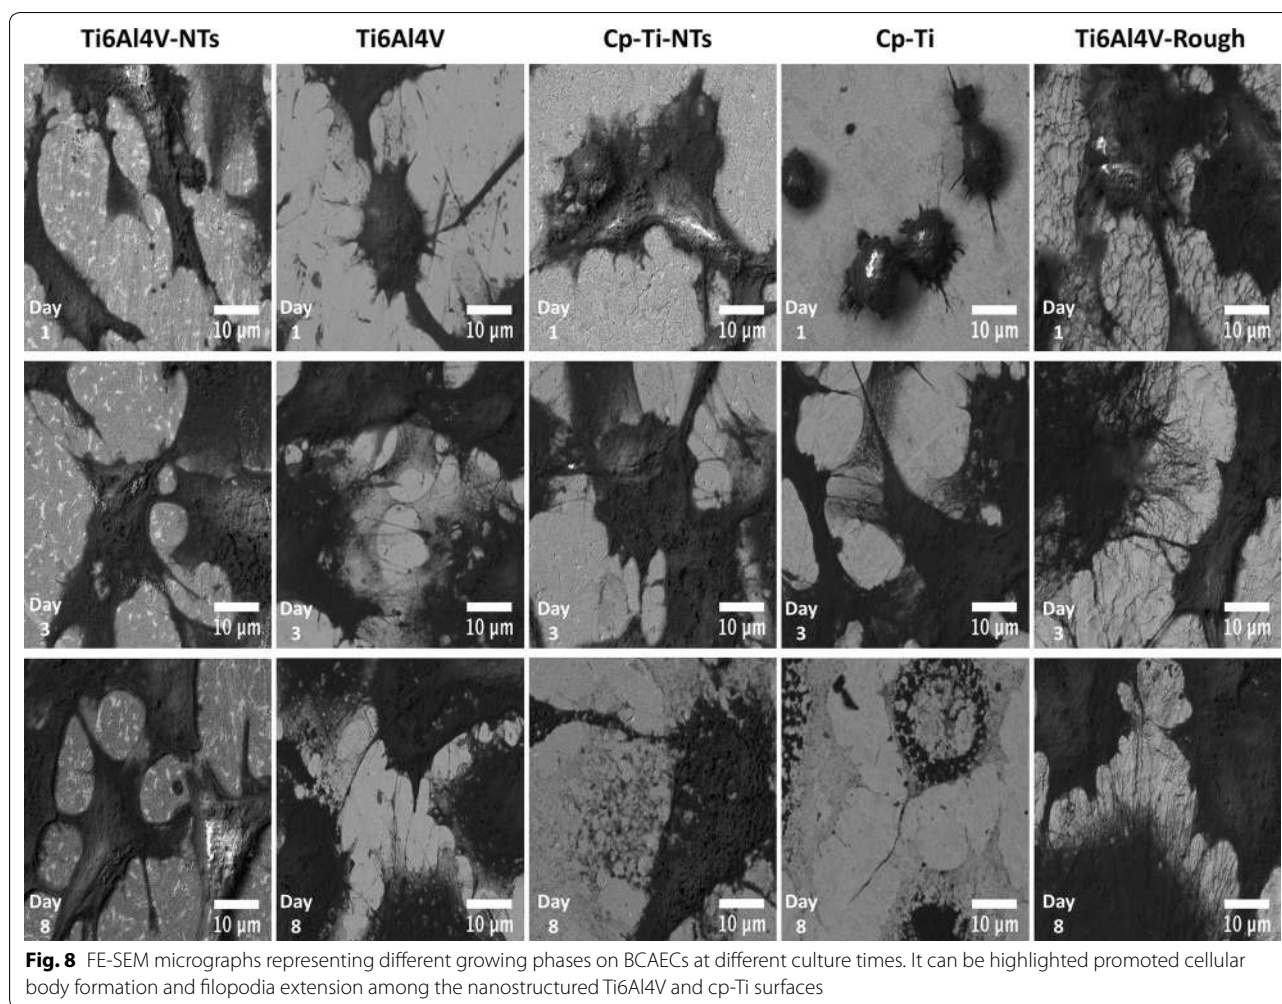 Ti6Al4V-NTs Ti6Al4V Cp-Ti-NTs Cp-Ti Ti6Al4V-Rough
Day 1 10 µm Day 1 10 µm Day 1 10 µm Day 1 10 µm Day 1 10 µm
Day 3 10 µm Day 3 10 µm Day 3 10 µm Day 3 10 µm Day 3 10 µm
Day 8 10 µm Day 8 10 µm Day 8 10 µm Day 8 10 µm Day 8 10 µm
Fig. 8 FE-SEM micrographs representing different growing phases on BCAECs at different culture times. It can be highlighted promoted cellular
body formation and filopodia extension among the nanostructured Ti6Al4V and cp-Ti surfaces